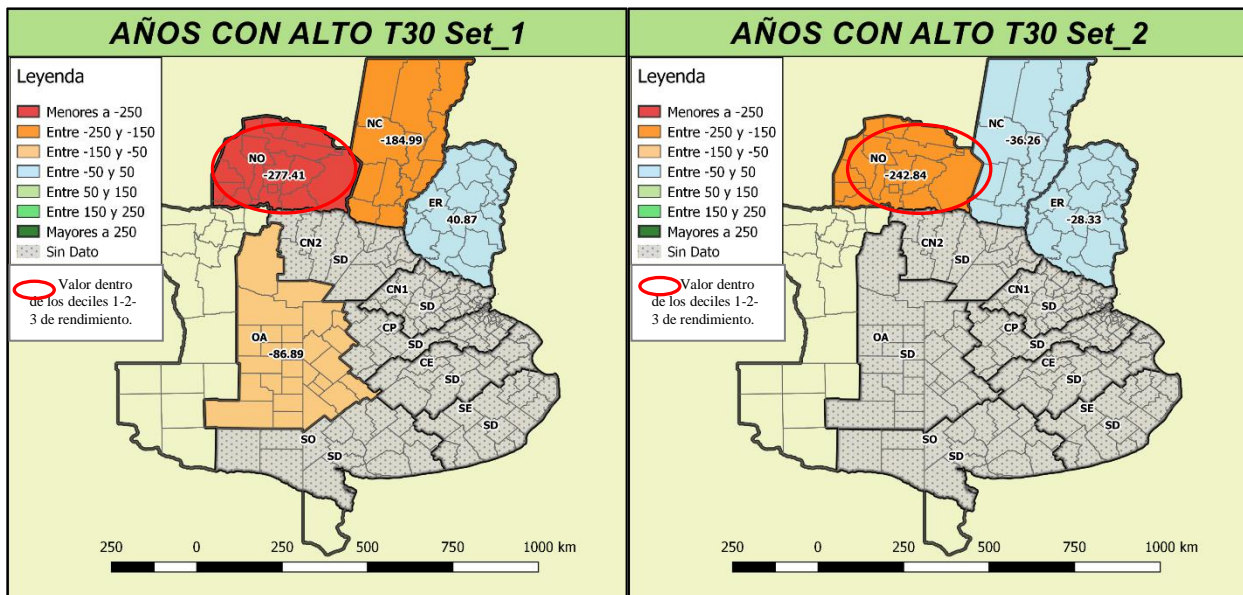 AÑOS CON ALTO T30 Set_1
Leyenda
Menores a -250
Entre -250 y -150
Entre -150 y -50
Entre -50 y 50
Entre 50 y 150
Entre 150 y 250
Mayores a 250
Sin Dato
Valor dentro
de los deciles 1-2-
3 de rendimiento.
NC
-184.99
NO
-277.41
ER
40.87
CN2
SD
CN1
SD
OA
-86.89
CP
SD
CE
SD
SE
SD
SO
SD
250 0 250 500 750 1000 km
AÑOS CON ALTO T30 Set_2
Leyenda
Menores a -250
Entre -250 y -150
Entre -150 y -50
Entre -50 y 50
Entre 50 y 150
Entre 150 y 250
Mayores a 250
Sin Dato
Valor dentro
de los deciles 1-2-
3 de rendimiento.
NC
-36.26
NO
-242.84
ER
-28.33
CN2
SD
CN1
SD
OA
SD
CP
SD
CE
SD
SE
SD
SO
SD
250 0 250 500 750 1000 km